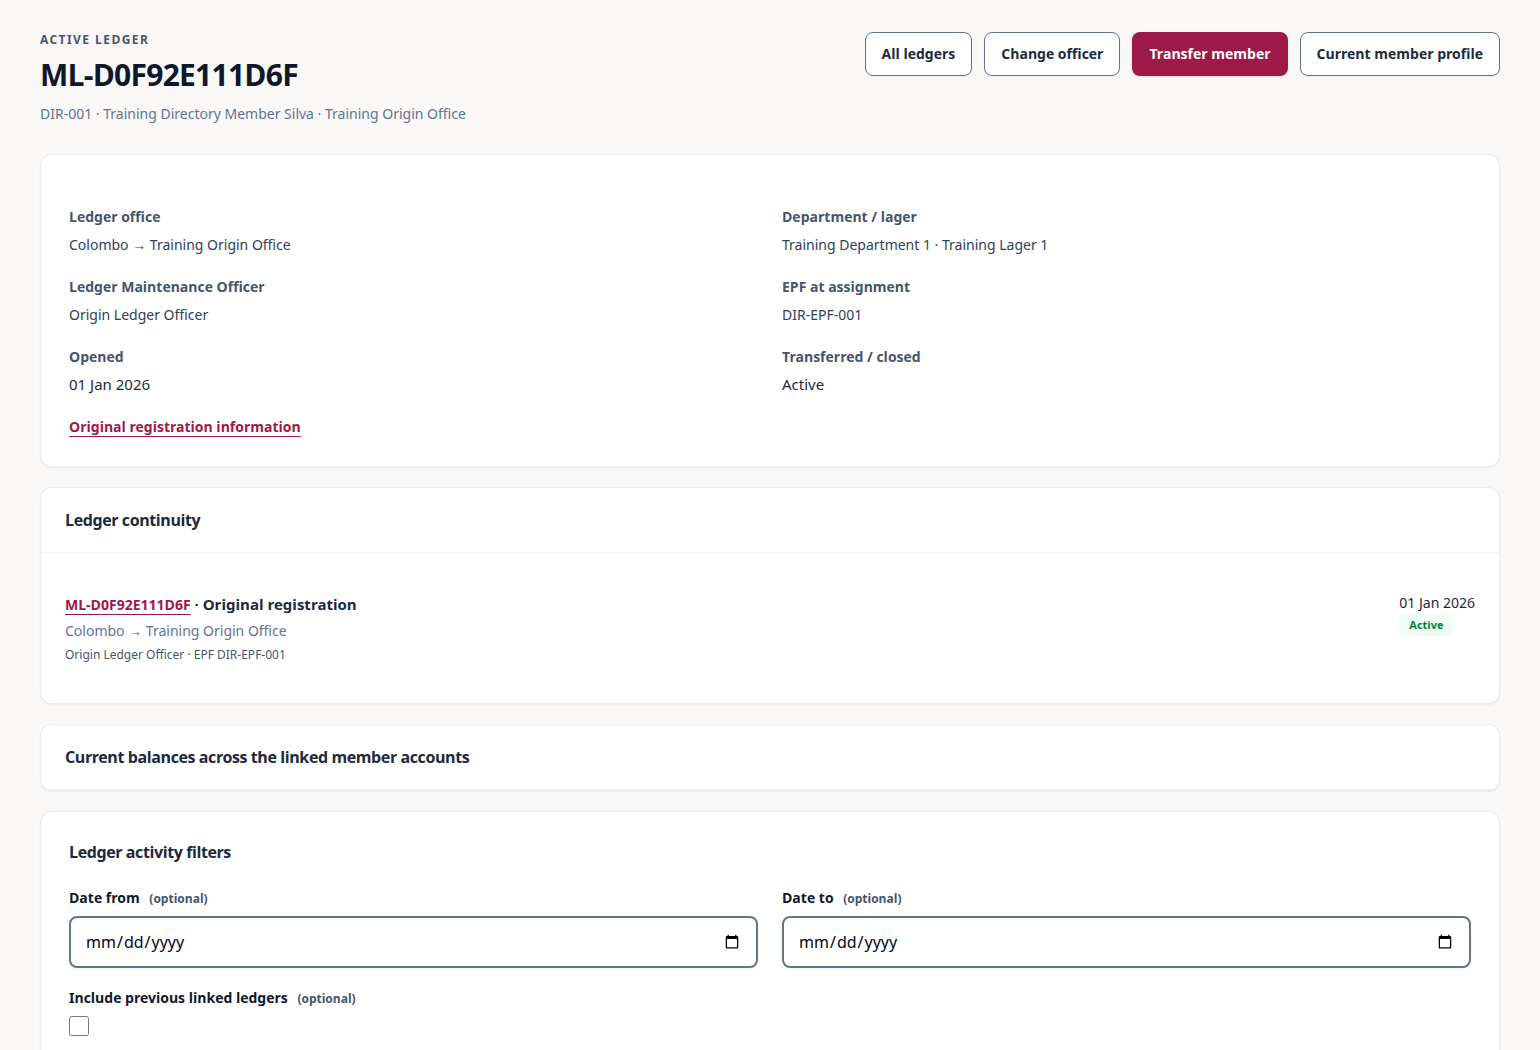 ACTIVE LEDGER
ML-D0F92E111D6F
DIR-001 · Training Directory Member Silva · Training Origin Office
All ledgers
Change officer
Transfer member
Current member profile
Ledger office
Colombo → Training Origin Office
Department / lager
Training Department 1 · Training Lager 1
Ledger Maintenance Officer
Origin Ledger Officer
EPF at assignment
DIR-EPF-001
Opened
01 Jan 2026
Transferred / closed
Active
Original registration information
Ledger continuity
ML-D0F92E111D6F · Original registration
Colombo → Training Origin Office
Origin Ledger Officer · EPF DIR-EPF-001
01 Jan 2026
Active
Current balances across the linked member accounts
Ledger activity filters
Date from (optional)
mm/dd/yyyy
Date to (optional)
mm/dd/yyyy
Include previous linked ledgers (optional)